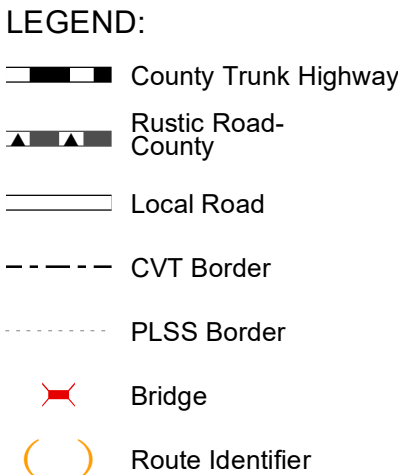 LEGEND:
County Trunk Highway
Rustic Road-
County
Local Road
CVT Border
PLSS Border
Bridge
Route Identifier